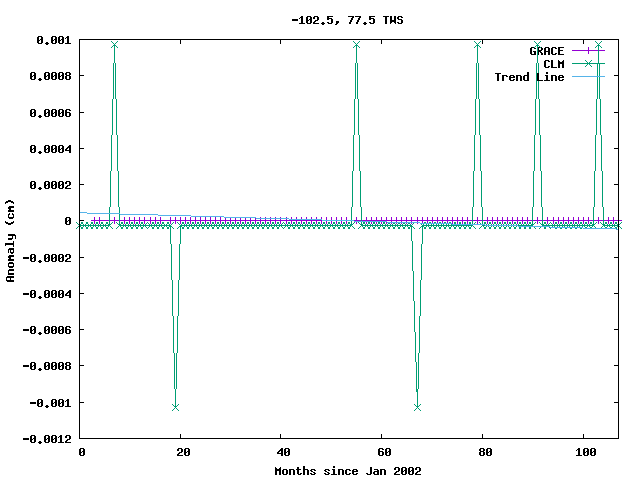 -102.5, 77.5 TWS
0.001
0.0008
0.0006
0.0004
0.0002
0
-0.0002
-0.0004
-0.0006
-0.0008
-0.001
-0.0012
Anomaly (cm)
GRACE
CLM
Trend Line
0 20 40 60 80 100
Months since Jan 2002